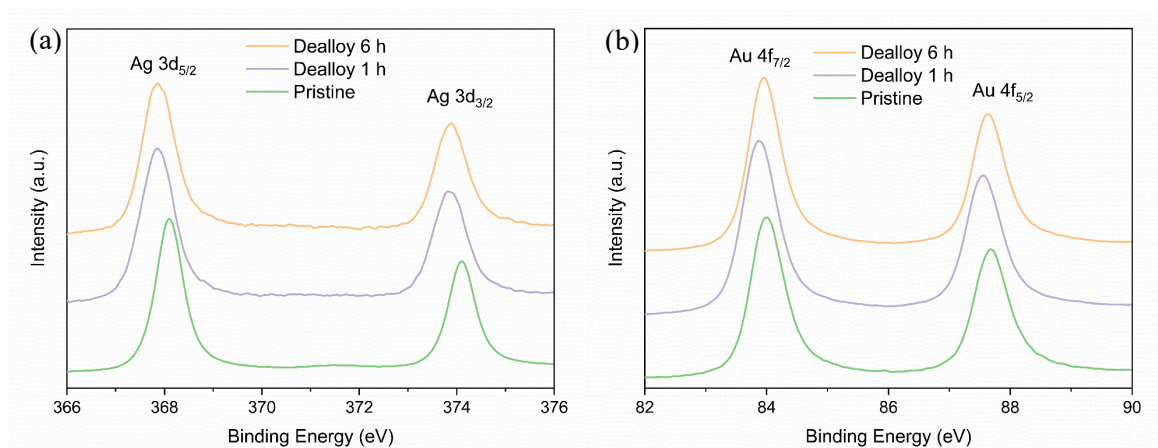 (a)
Dealloy 6 h
Dealloy 1 h
Pristine
Ag 3d5/2
Ag 3d3/2
Intensity (a.u.)
366 368 370 372 374 376
Binding Energy (eV)
(b)
Dealloy 6 h
Dealloy 1 h
Pristine
Au 4f7/2
Au 4f5/2
Intensity (a.u.)
82 84 86 88 90
Binding Energy (eV)